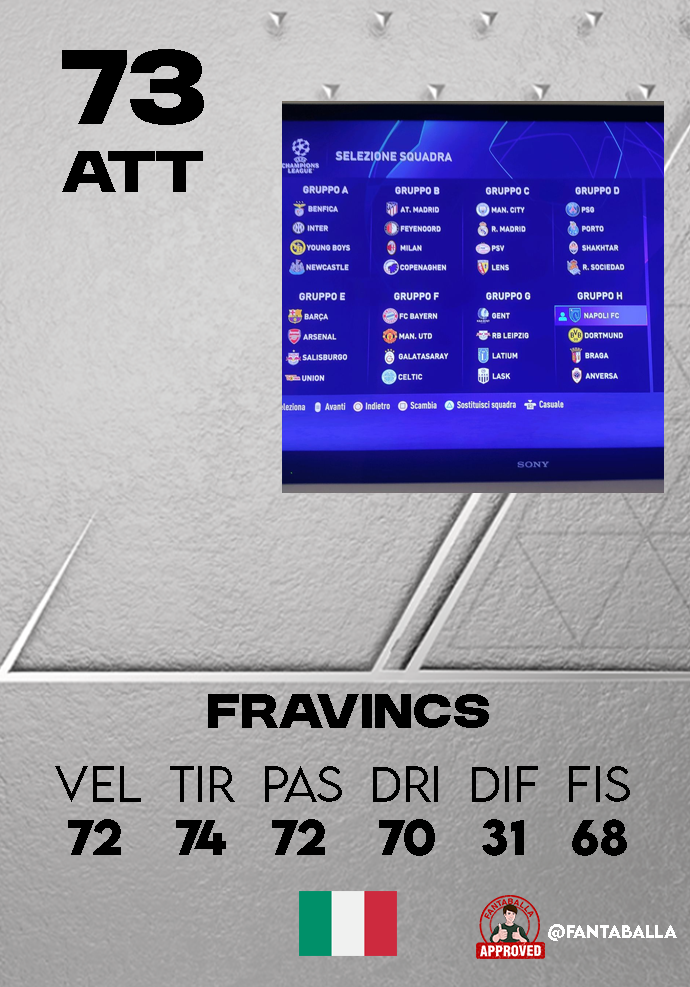 73
ATT
CHAMPIONS
LEAGUE
SELEZIONE SQUADRA
GRUPPO A
BENFICA
INTER
YOUNG BOYS
NEWCASTLE
GRUPPO B
AT. MADRID
FEYENOORD
MILAN
COPENAGHEN
GRUPPO C
MAN. CITY
R. MADRID
PSV
LENS
GRUPPO D
PSG
PORTO
SHAKHTAR
R. SOCIEDAD
GRUPPO E
BARÇA
ARSENAL
SALISBURGO
UNION
GRUPPO F
FC BAYERN
MAN. UTD
GALATASARAY
CELTIC
GRUPPO G
GENT
RB LEIPZIG
LATIUM
LASK
GRUPPO H
NAPOLI FC
DORTMUND
BRAGA
ANVERSA
eleziona Avanti Indietro Scambia Sostituisci squadra Casuale
SONY
FRAVINCS
VEL TIR PAS DRI DIF FIS
72 74 72 70 31 68
FANTABALLA
APPROVED
@FANTABALLA